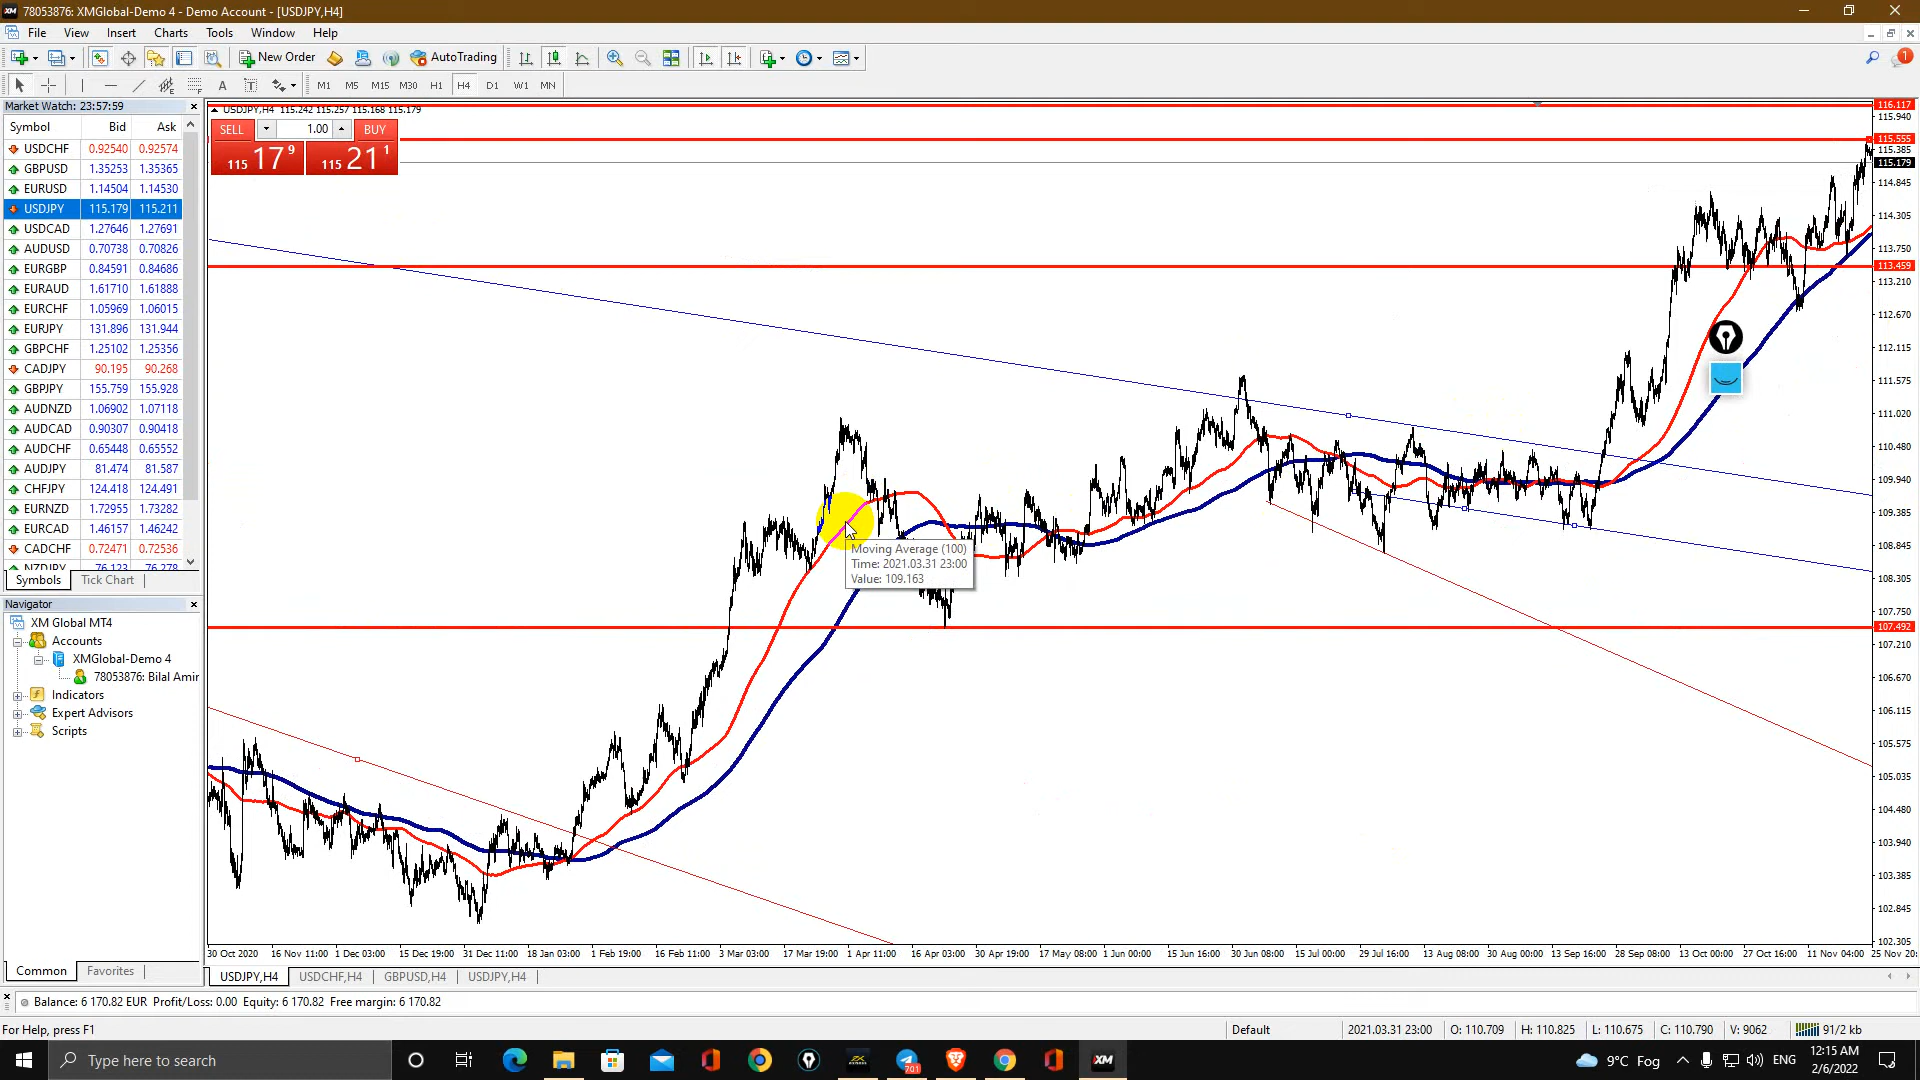 78053876: XMGlobal-Demo 4 - Demo Account - [USDJPY,H4]
File View Insert Charts Tools Window Help
New Order AutoTrading
A T M1 M5 M15 M30 H1 H4 D1 W1 MN
Market Watch: 23:57:59
Symbol Bid Ask
USDCHF 0.92540 0.92574
GBPUSD 1.35253 1.35365
EURUSD 1.14504 1.14530
USDJPY 115.179 115.211
USDCAD 1.27646 1.27691
AUDUSD 0.70738 0.70826
EURGBP 0.84591 0.84686
EURAUD 1.61710 1.61888
EURCHF 1.05969 1.06015
EURJPY 131.896 131.944
GBPCHF 1.25102 1.25356
CADJPY 90.195 90.268
GBPJPY 155.759 155.928
AUDNZD 1.06902 1.07118
AUDCAD 0.90307 0.90418
AUDCHF 0.65448 0.65552
AUDJPY 81.474 81.587
CHFJPY 124.418 124.491
EURNZD 1.72955 1.73282
EURCAD 1.46157 1.46242
CADCHF 0.72471 0.72536
NZDJPY 76.123 76.278
Symbols Tick Chart
Navigator
XM Global MT4
Accounts
XMGlobal-Demo 4
78053876: Bilal Amir
Indicators
Expert Advisors
Scripts
Common Favorites
USDJPY,H4 115.242 115.257 115.168 115.179
SELL 1.00 BUY
115 17 9 115 21 1
Moving Average (100)
Time: 2021.03.31 23:00
Value: 109.163
116.117
115.940
115.555
115.385
115.179
114.845
114.305
113.750
113.459
113.210
112.670
112.115
111.575
111.020
110.480
109.940
109.385
108.845
108.305
107.750
107.492
107.210
106.670
106.115
105.575
105.035
104.480
103.940
103.385
102.845
102.305
30 Oct 2020 16 Nov 11:00 1 Dec 03:00 15 Dec 19:00 31 Dec 11:00 18 Jan 03:00 1 Feb 19:00 16 Feb 11:00 3 Mar 03:00 17 Mar 19:00 1 Apr 11:00 16 Apr 03:00 30 Apr 19:00 17 May 08:00 1 Jun 00:00 15 Jun 16:00 30 Jun 08:00 15 Jul 00:00 29 Jul 16:00 13 Aug 08:00 30 Aug 00:00 13 Sep 16:00 28 Sep 08:00 13 Oct 00:00 27 Oct 16:00 11 Nov 04:00 25 Nov 20:
USDJPY,H4 USDCHF,H4 GBPUSD,H4 USDJPY,H4
Balance: 6 170.82 EUR Profit/Loss: 0.00 Equity: 6 170.82 Free margin: 6 170.82
For Help, press F1 Default 2021.03.31 23:00 O: 110.709 H: 110.825 L: 110.675 C: 110.790 V: 9062 91/2 kb
Type here to search 701 XM 9°C Fog ENG 12:15 AM
2/6/2022